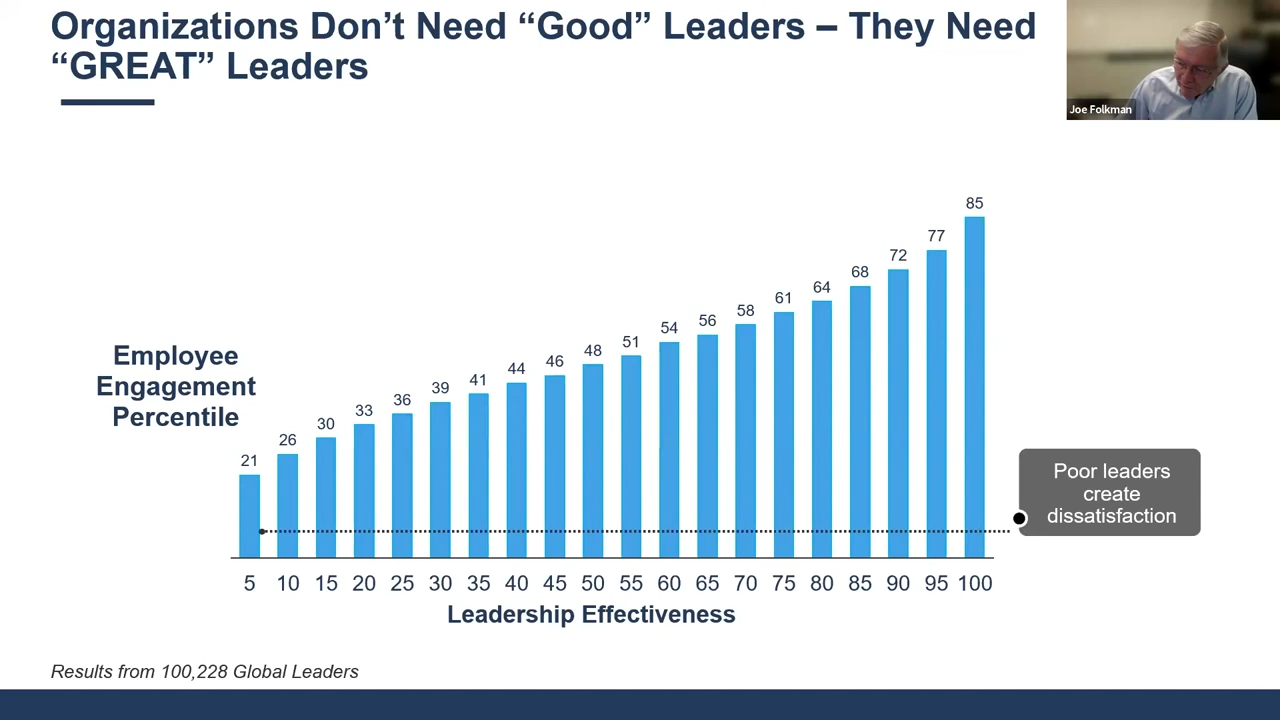 Organizations Don’t Need “Good” Leaders – They Need
“GREAT” Leaders
Joe Folkman
Employee
Engagement
Percentile
21
26
30
33
36
39
41
44
46
48
51
54
56
58
61
64
68
72
77
85
Poor leaders
create
dissatisfaction
5 10 15 20 25 30 35 40 45 50 55 60 65 70 75 80 85 90 95 100
Leadership Effectiveness
Results from 100,228 Global Leaders